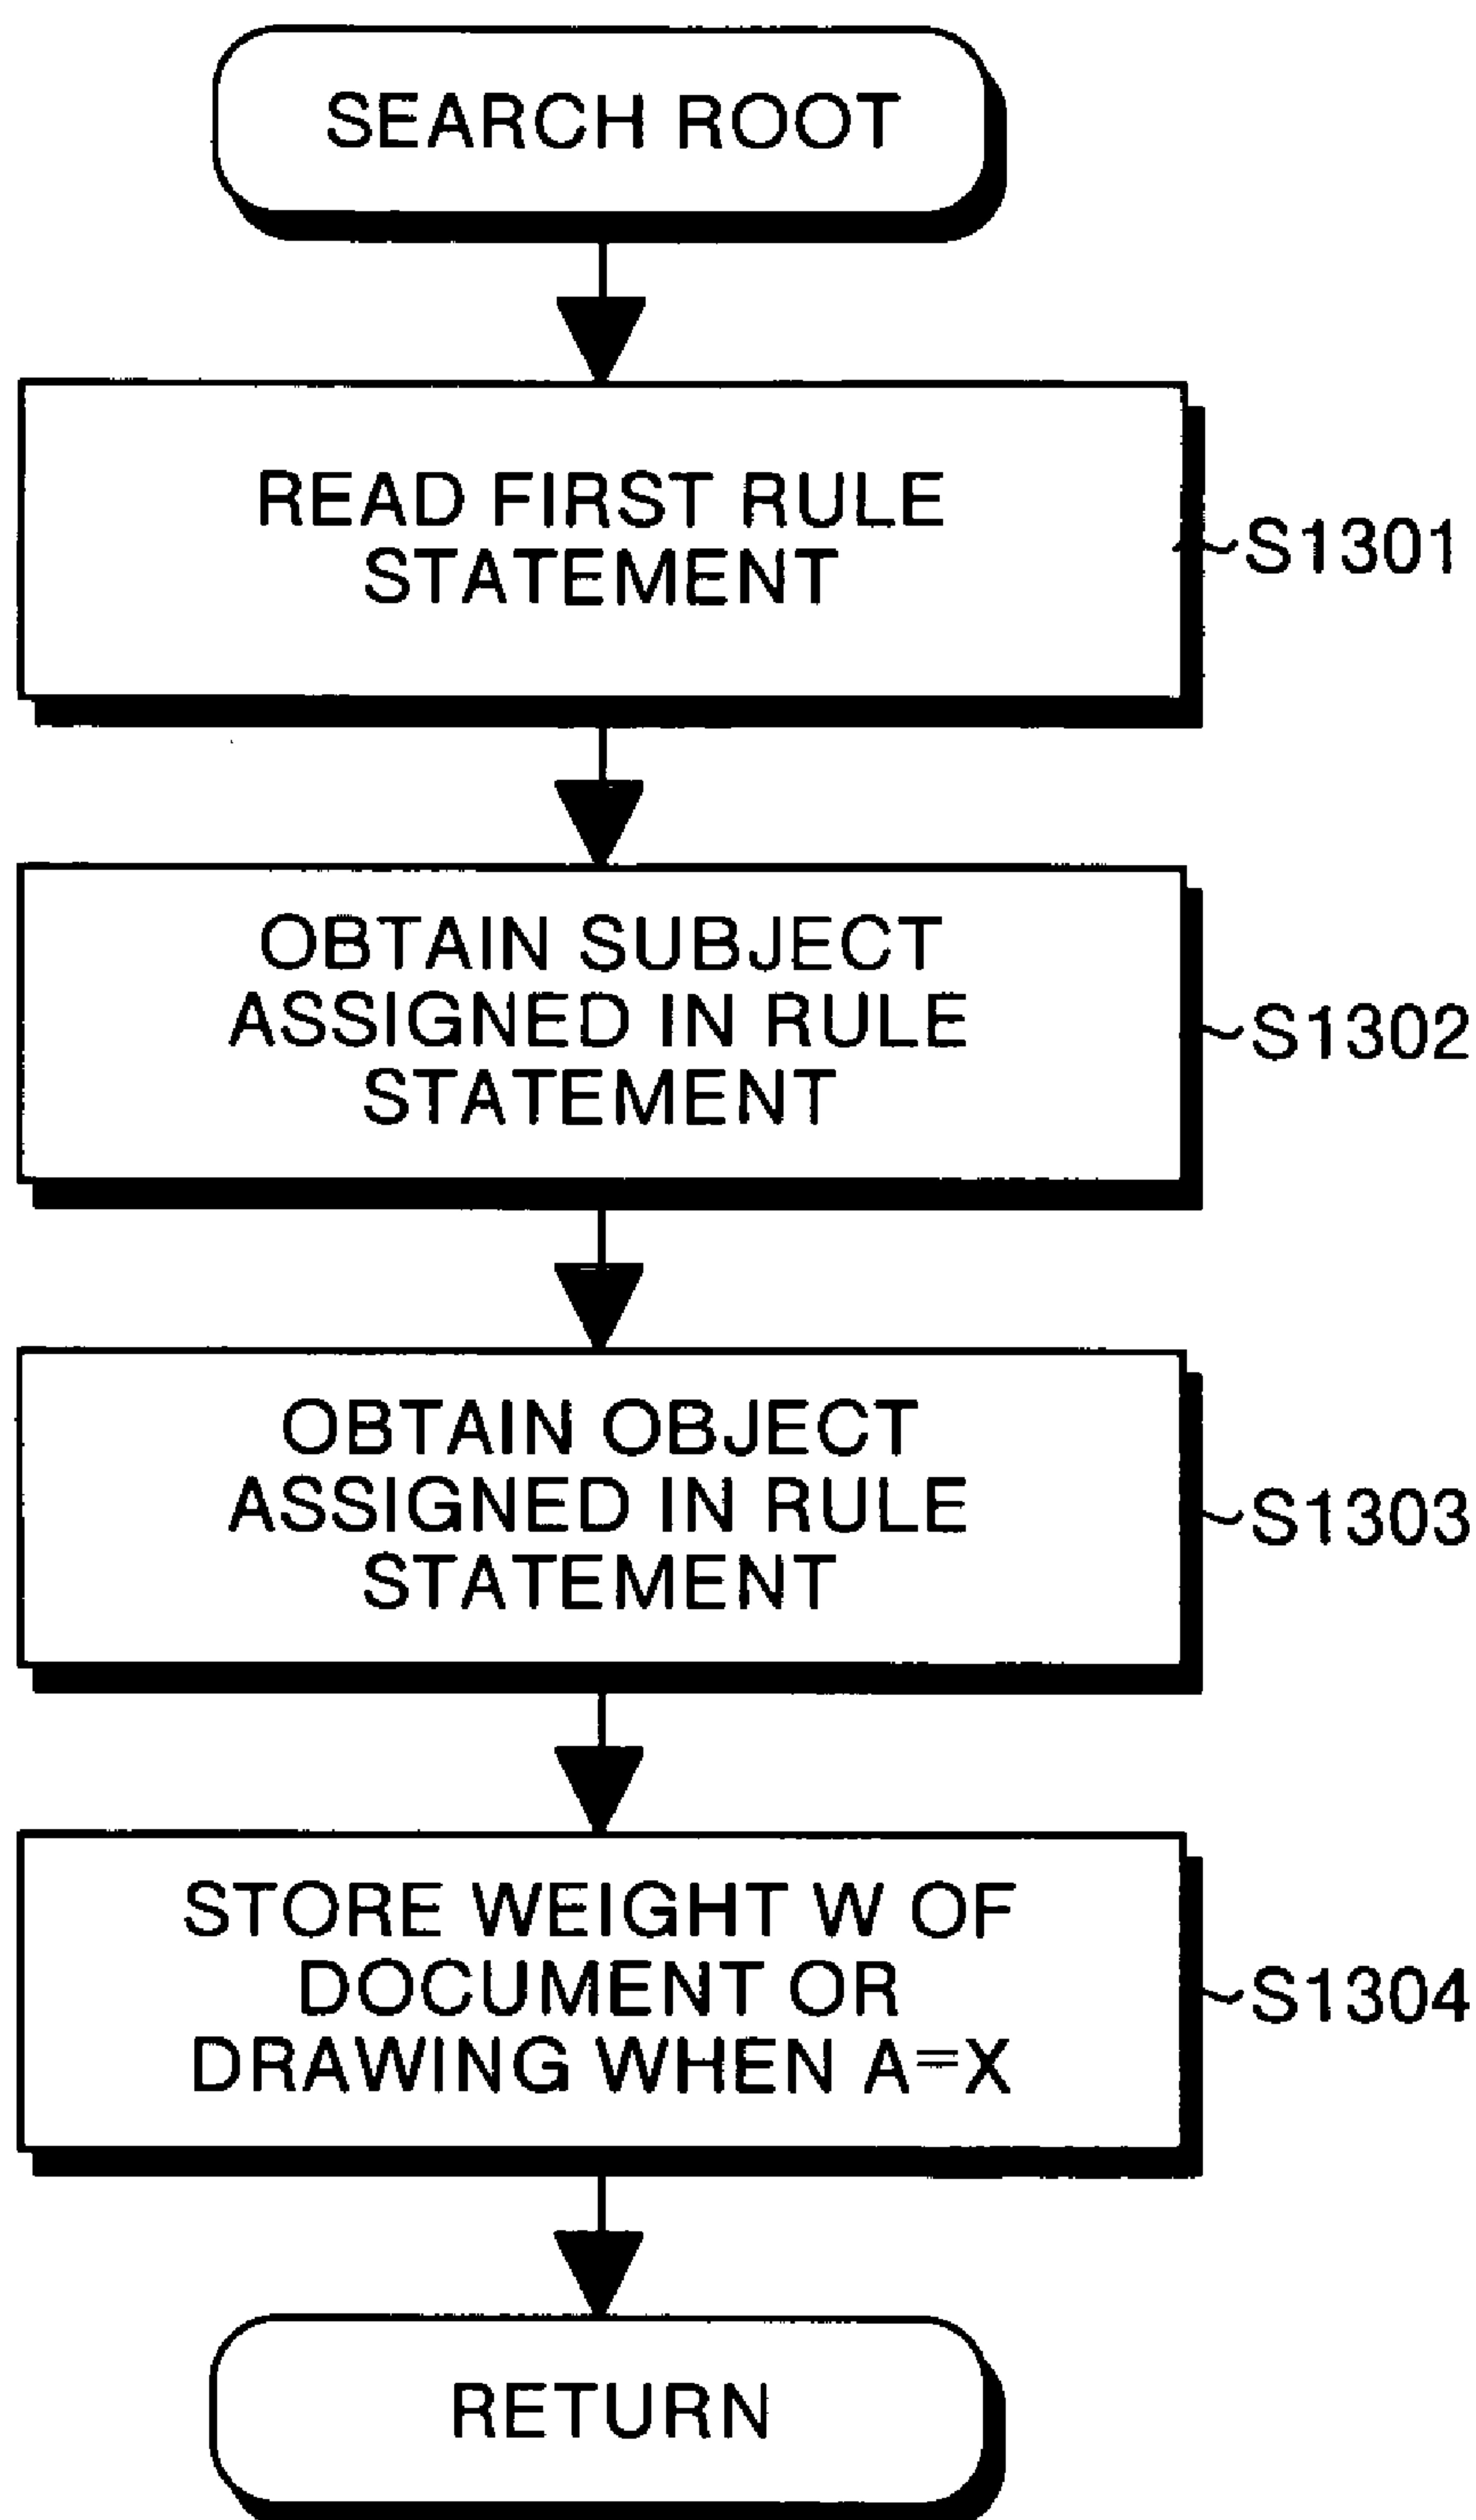 SEARCH ROOT
READ FIRST RULE
STATEMENT
S1301
OBTAIN SUBJECT
ASSIGNED IN RULE
STATEMENT
S1302
OBTAIN OBJECT
ASSIGNED IN RULE
STATEMENT
S1303
STORE WEIGHT W OF
DOCUMENT OR
DRAWING WHEN A=X
S1304
RETURN